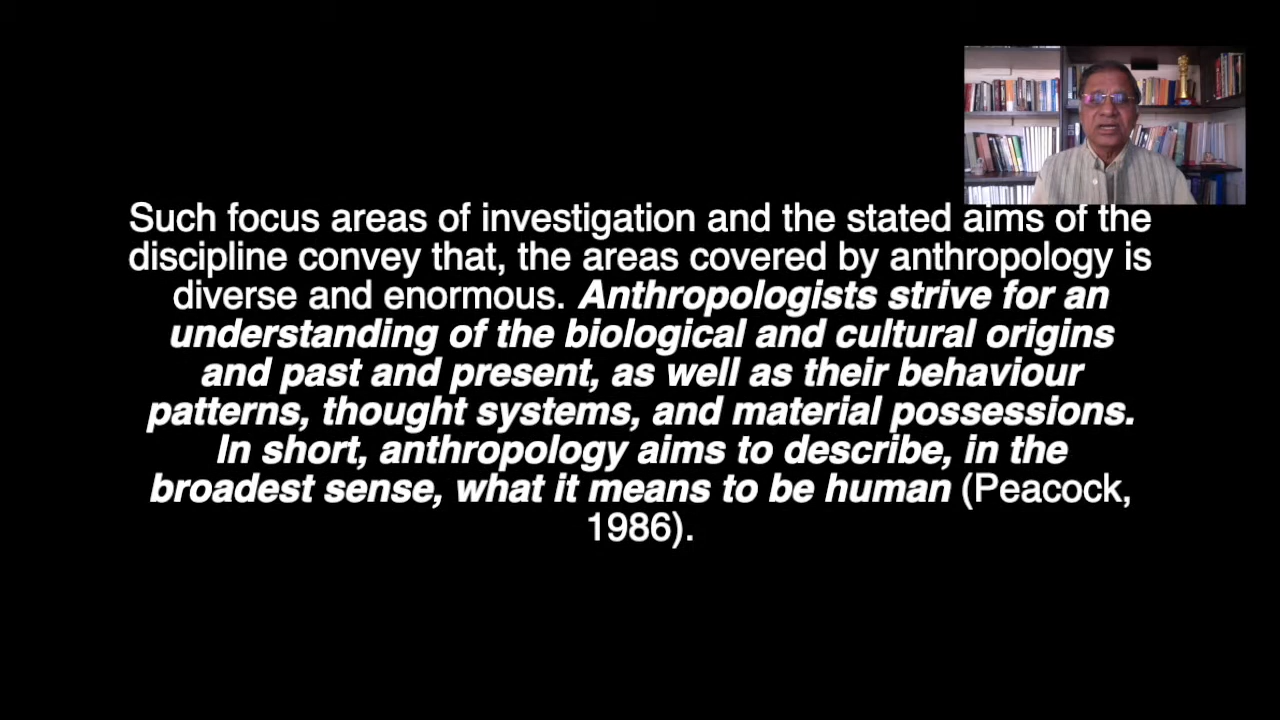 Such focus areas of investigation and the stated aims of the
discipline convey that, the areas covered by anthropology is
diverse and enormous. Anthropologists strive for an
understanding of the biological and cultural origins
and past and present, as well as their behaviour
patterns, thought systems, and material possessions.
In short, anthropology aims to describe, in the
broadest sense, what it means to be human (Peacock,
1986).